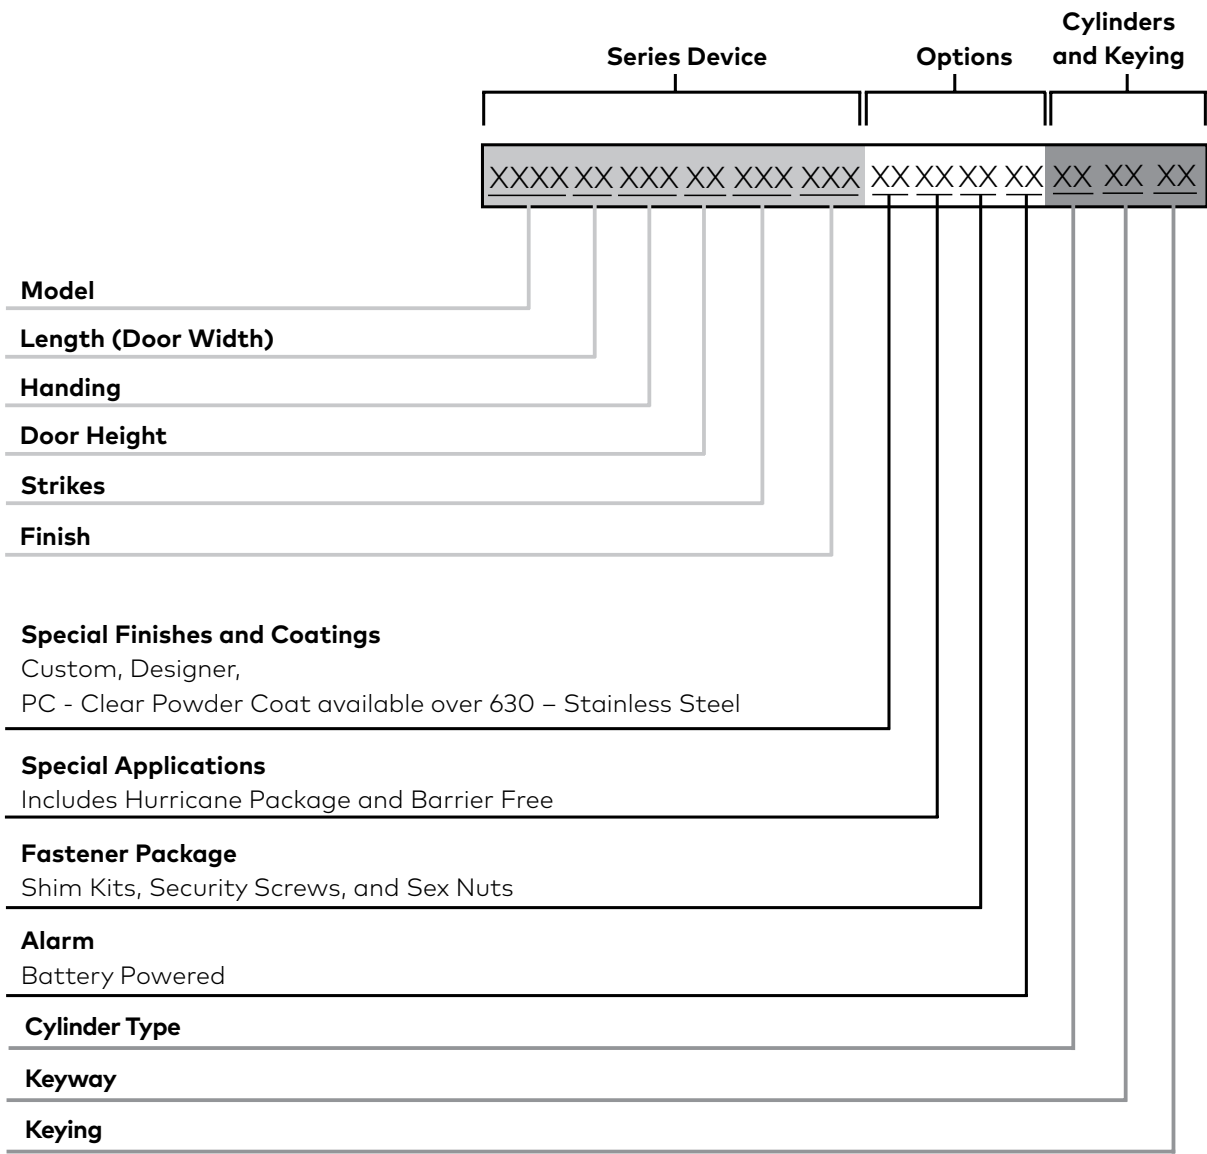 Cylinders
Series Device Options and Keying
XXXX XX XXX XX XXX XXX XX XX XX XX XX XX XX
Model
Length (Door Width)
Handing
Door Height
Strikes
Finish
Special Finishes and Coatings
Custom, Designer,
PC - Clear Powder Coat available over 630 – Stainless Steel
Special Applications
Includes Hurricane Package and Barrier Free
Fastener Package
Shim Kits, Security Screws, and Sex Nuts
Alarm
Battery Powered
Cylinder Type
Keyway
Keying